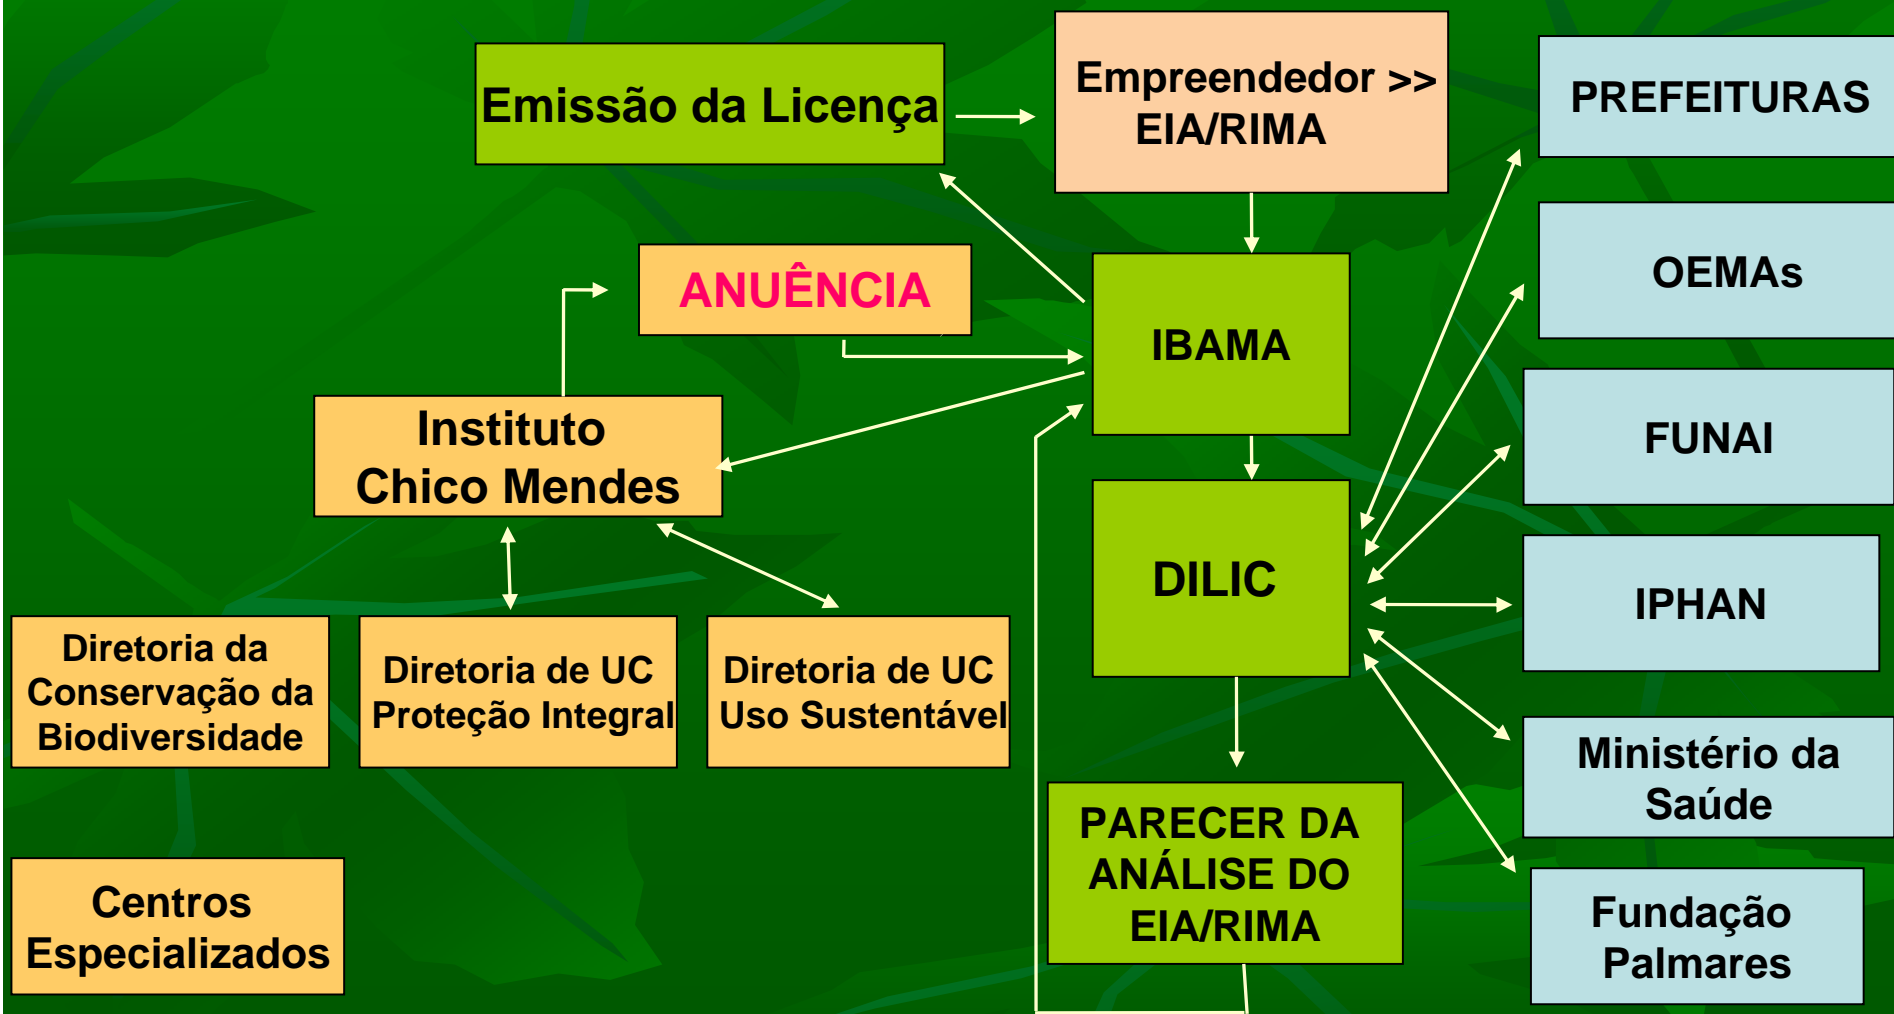 Emissão da Licença
Empreendedor >>
EIA/RIMA
PREFEITURAS
OEMAs
ANUÊNCIA
IBAMA
Instituto
Chico Mendes
FUNAI
DILIC
IPHAN
Diretoria da
Conservação da
Biodiversidade
Diretoria de UC
Proteção Integral
Diretoria de UC
Uso Sustentável
Ministério da
Saúde
PARECER DA
ANÁLISE DO
EIA/RIMA
Centros
Especializados
Fundação
Palmares